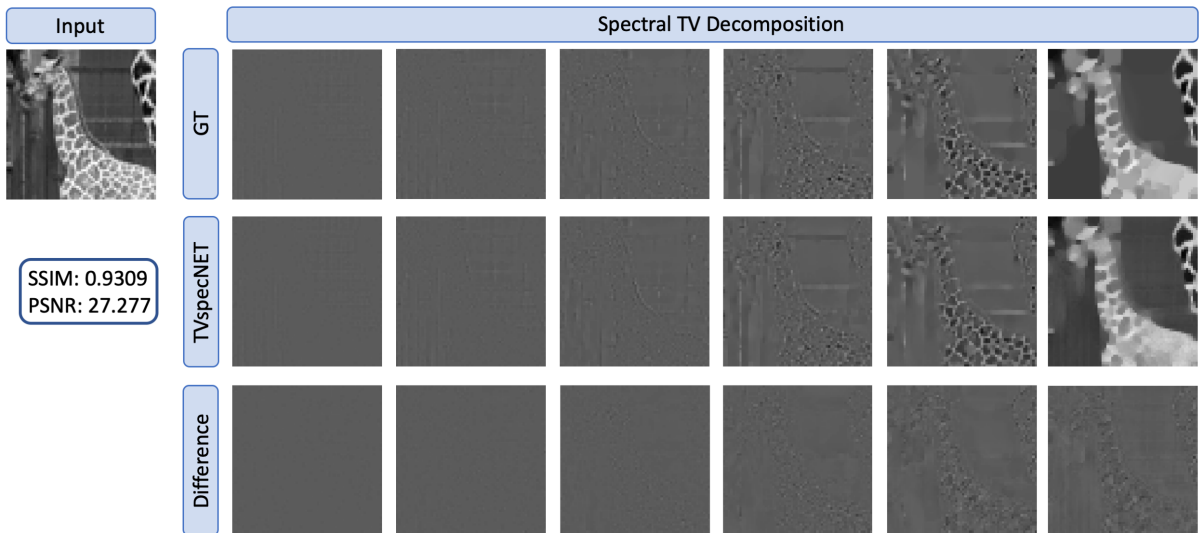 Input
Spectral TV Decomposition
GT
SSIM: 0.9309
PSNR: 27.277
TVspecNET
Difference